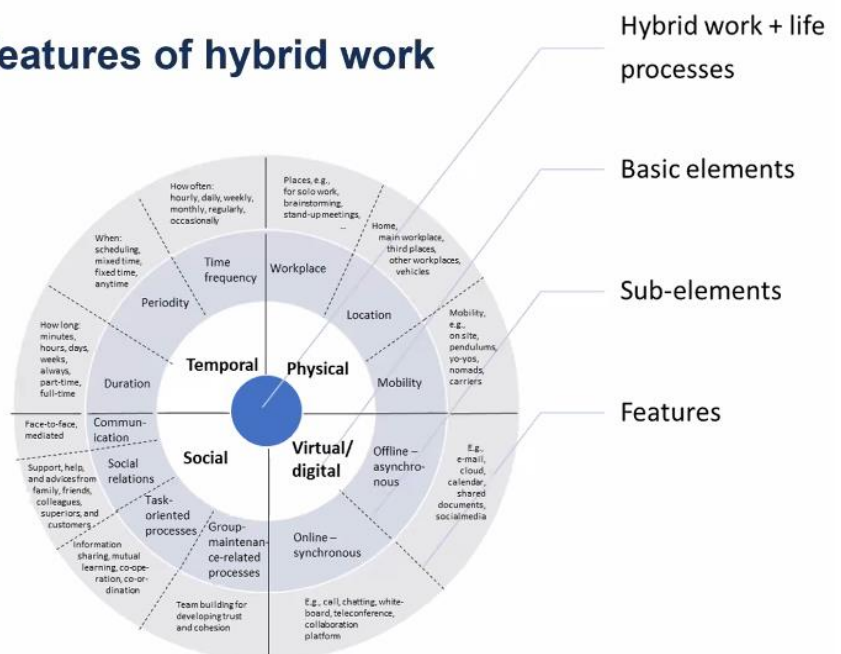 eatures of hybrid work
Hybrid work + life
processes
Basic elements
Sub-elements
Features
How often:
hourly, daily, weekly,
monthly, regularly,
occasionally
Places, e.g.,
for solo work,
brainstorming,
stand-up meetings,
..
Home,
main workplace,
third places,
other workplaces,
vehicles
Mobility,
e.g.,
on site,
pendulums,
yo-yos,
nomads,
carriers
When:
scheduling,
mixed time,
fixed time,
anytime
How long:
minutes,
hours, days,
weeks,
always,
part-time,
full-time
Time
frequency
Workplace
Periodity
Location
Duration
Mobility
Temporal
Physical
Social
Virtual/
digital
Face-to-face,
mediated
Commun-
ication
Social
relations
Support, help,
and advices from
family, friends,
colleagues,
superiors, and
customers
Task-
oriented
processes
Information
sharing, mutual
learning, co-ope-
ration, co-or-
dination
Group-
maintenan-
ce-related
processes
Team building for
developing trust
and cohesion
Online –
synchronous
E.g., call, chatting, white-
board, teleconference,
collaboration
platform
Offline –
asynchro-
nous
E.g.,
e-mail,
cloud,
calendar,
shared
documents,
socialmedia